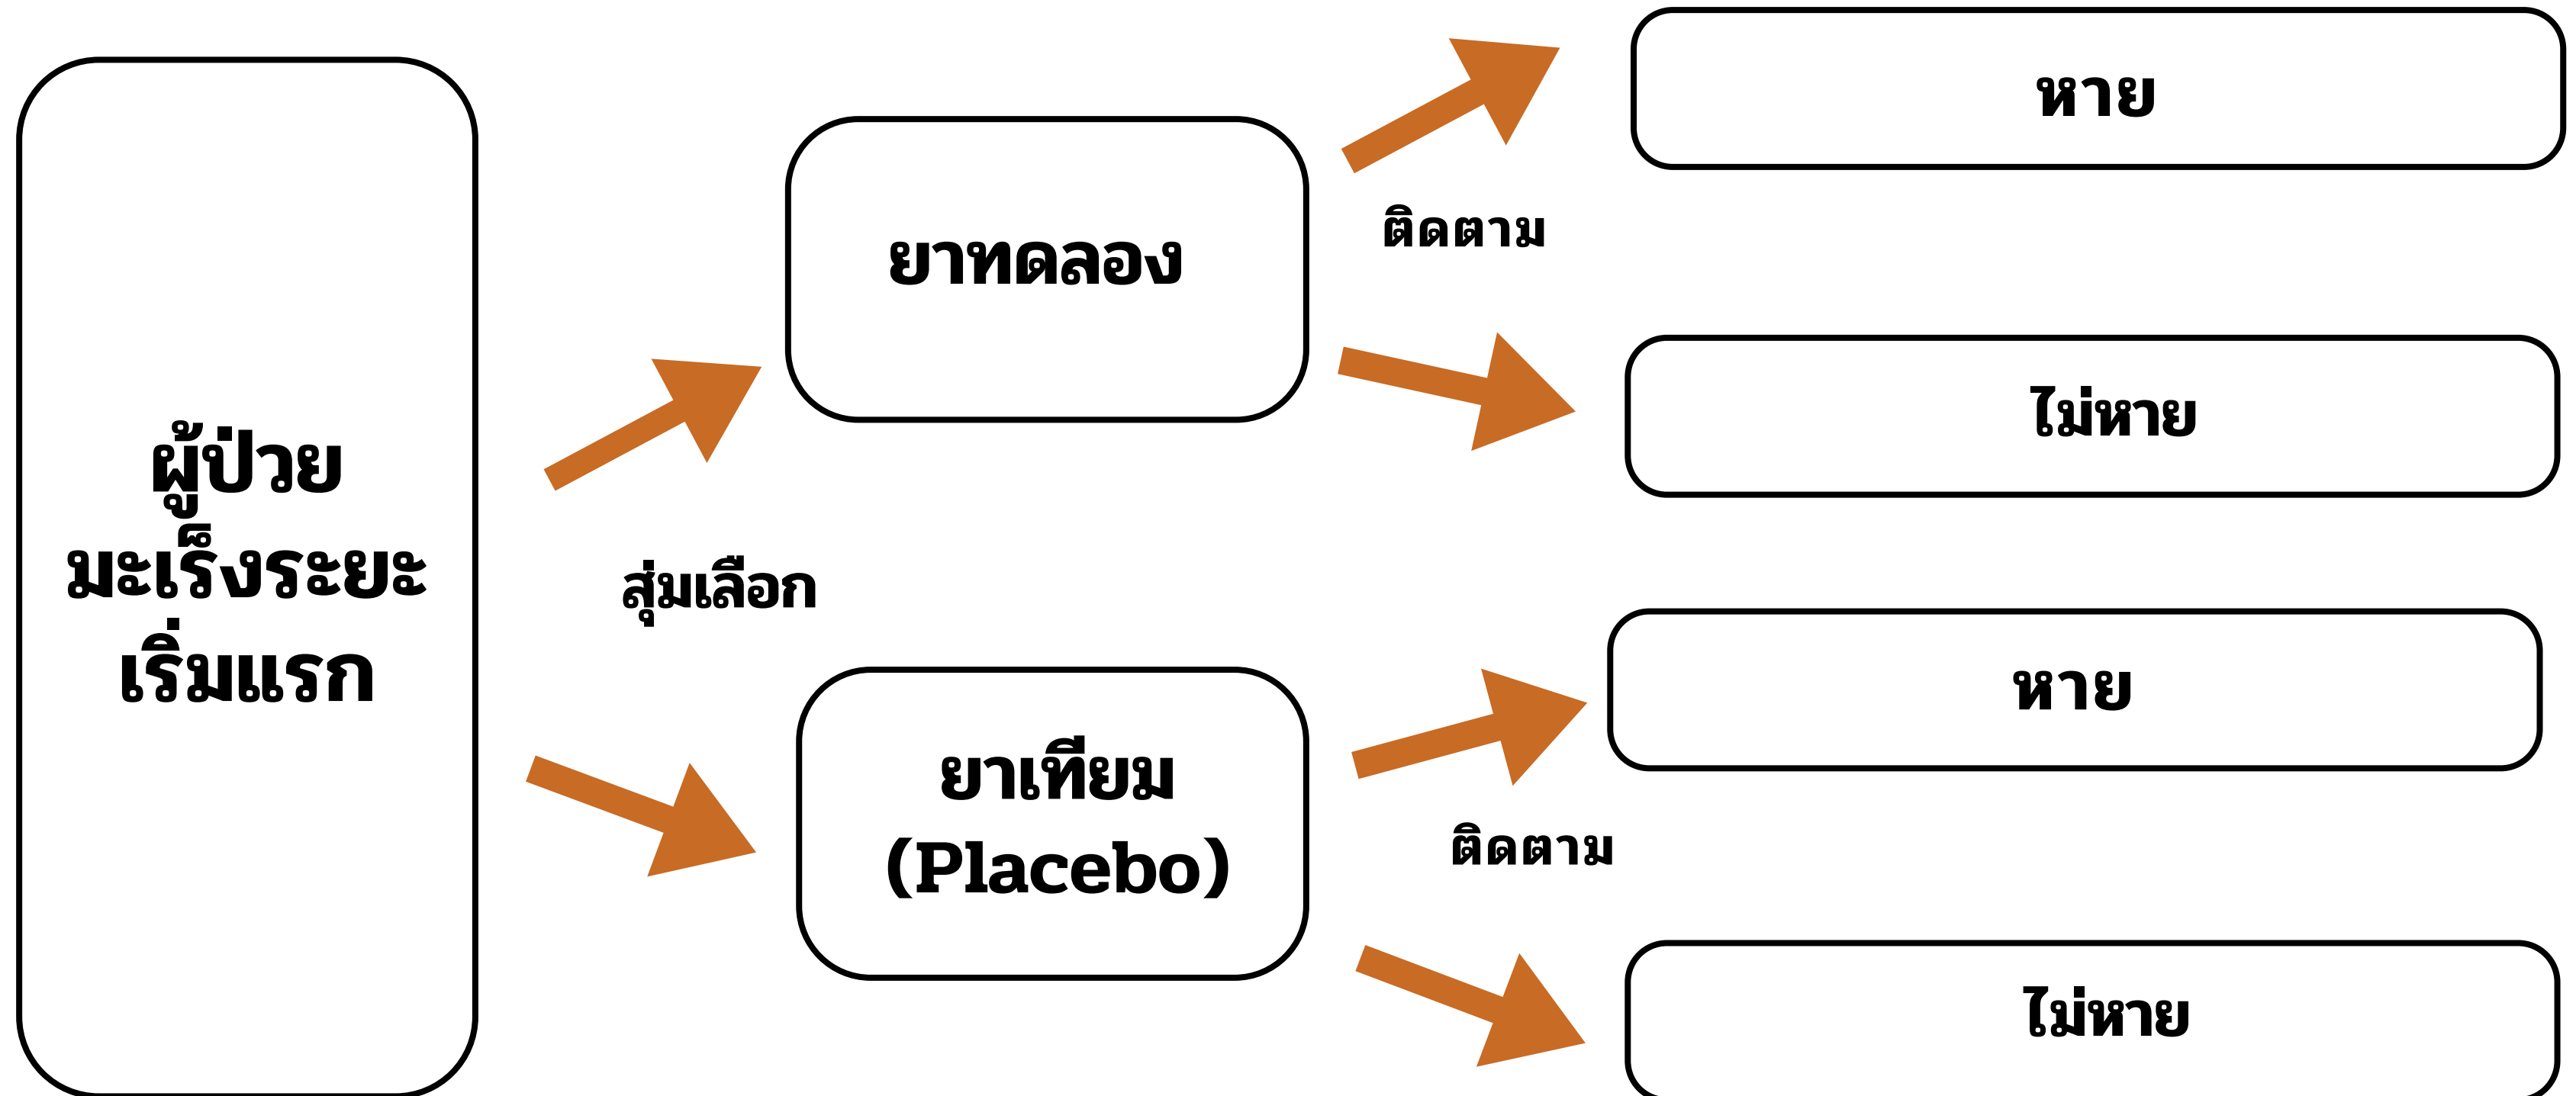 ผู้ป่วย
มะเร็งระยะ
เริ่มแรก
สุ่มเลือก
ยาทดลอง
ติดตาม
หาย
ไม่หาย
ยาเทียม
(Placebo)
ติดตาม
หาย
ไม่หาย